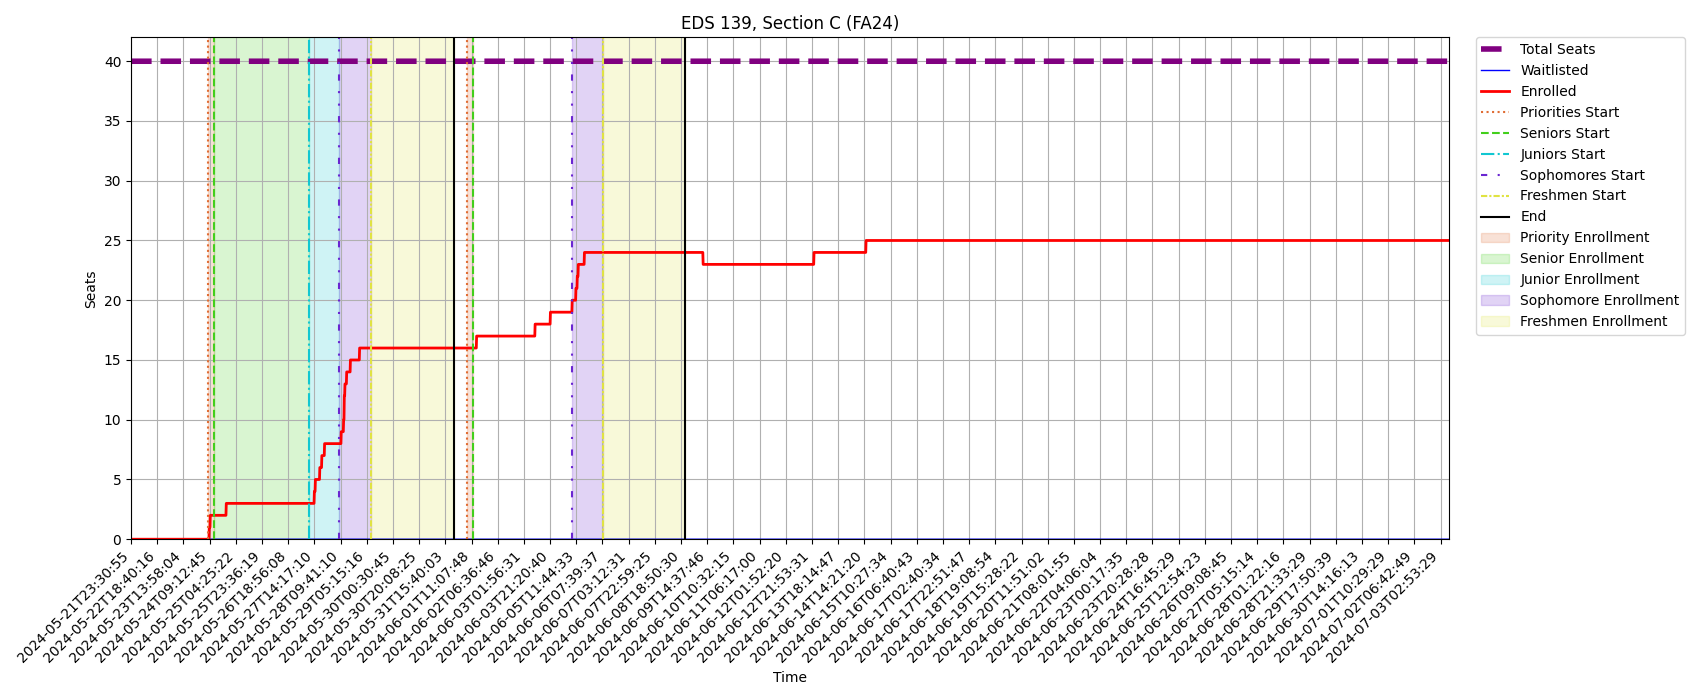 EDS 139, Section C (FA24)
Seats
40
35
30
25
20
15
10
5
0
2024-05-21T23:30:55
2024-05-22T18:40:16
2024-05-23T13:58:04
2024-05-24T09:12:45
2024-05-25T04:25:22
2024-05-25T23:36:19
2024-05-26T18:56:08
2024-05-27T14:17:10
2024-05-28T09:41:10
2024-05-29T05:15:16
2024-05-30T00:30:45
2024-05-30T20:08:25
2024-05-31T15:40:03
2024-06-01T11:07:48
2024-06-02T06:36:46
2024-06-03T01:56:31
2024-06-03T21:20:40
2024-06-05T11:44:33
2024-06-06T07:39:37
2024-06-07T03:12:31
2024-06-07T22:59:25
2024-06-08T18:50:30
2024-06-09T14:37:46
2024-06-10T10:32:15
2024-06-11T06:17:00
2024-06-12T01:52:20
2024-06-12T21:53:31
2024-06-13T18:14:47
2024-06-14T14:21:20
2024-06-15T10:27:34
2024-06-16T06:40:43
2024-06-17T02:40:34
2024-06-17T22:51:47
2024-06-18T19:08:54
2024-06-19T15:28:22
2024-06-20T11:51:02
2024-06-21T08:01:55
2024-06-22T04:06:04
2024-06-23T00:17:35
2024-06-23T20:28:28
2024-06-24T16:45:29
2024-06-25T12:54:23
2024-06-26T09:08:45
2024-06-27T05:15:14
2024-06-28T01:22:16
2024-06-28T21:33:29
2024-06-29T17:50:39
2024-06-30T14:16:13
2024-07-01T10:29:29
2024-07-02T06:42:49
2024-07-03T02:53:29
Time
Total Seats
Waitlisted
Enrolled
Priorities Start
Seniors Start
Juniors Start
Sophomores Start
Freshmen Start
End
Priority Enrollment
Senior Enrollment
Junior Enrollment
Sophomore Enrollment
Freshmen Enrollment